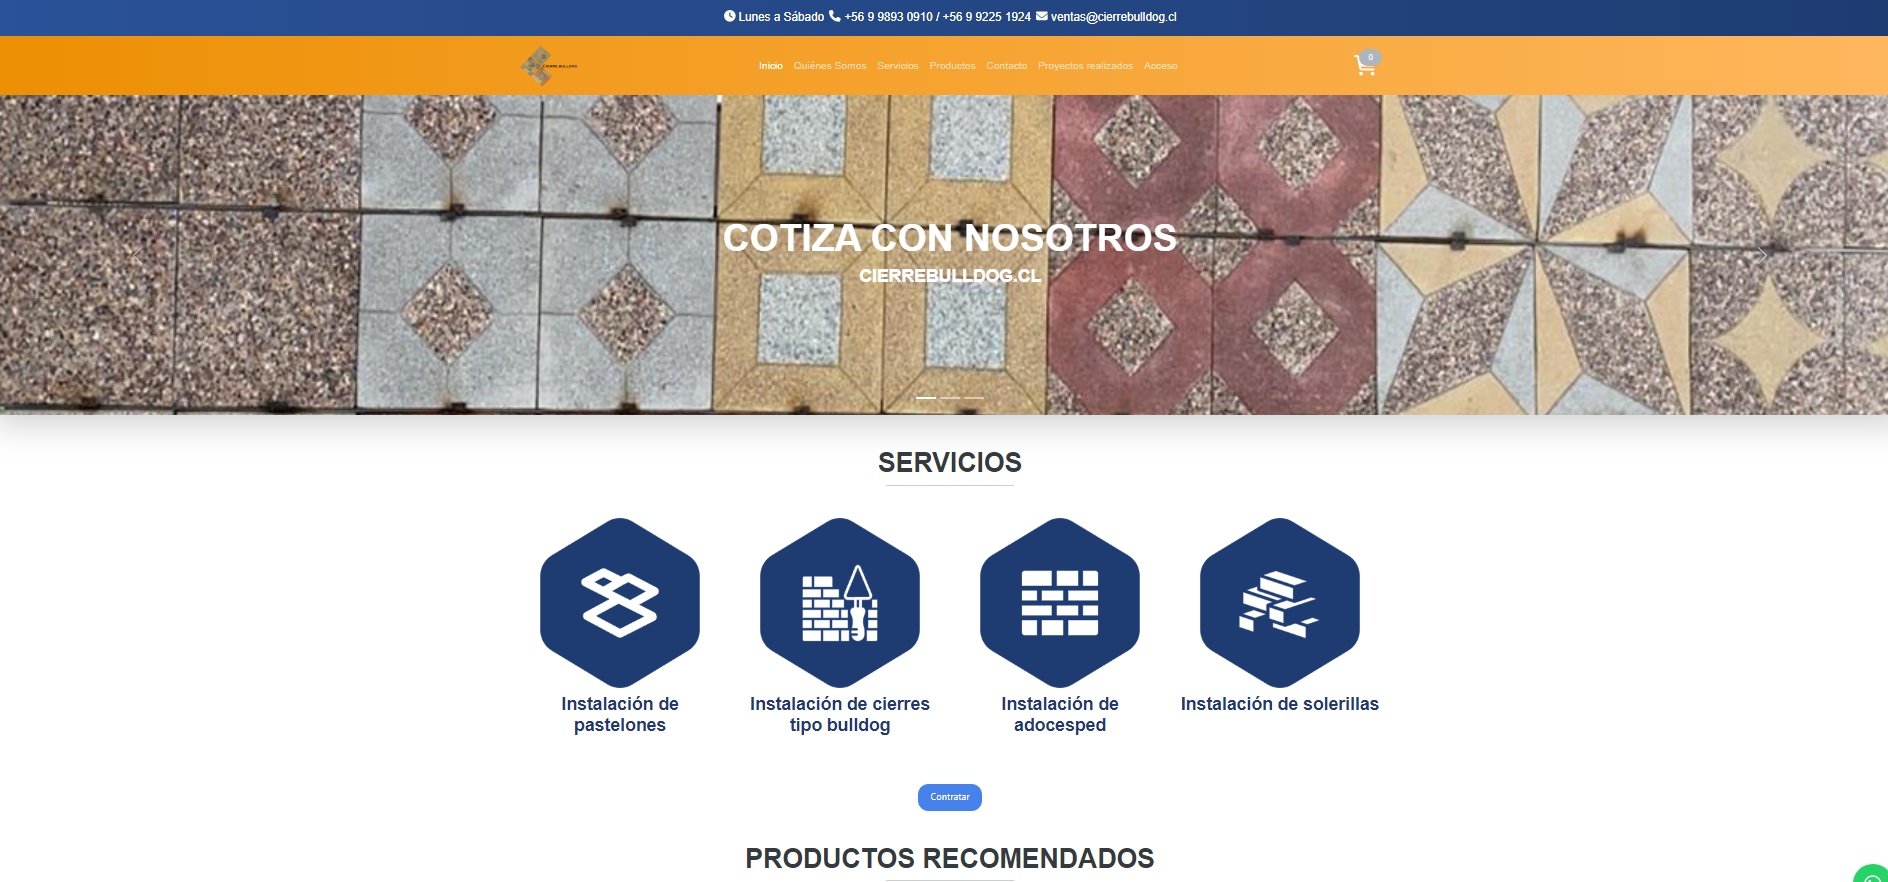 Lunes a Sábado +56 9 9893 0910 / +56 9 9225 1924 ventas@cierrebulldog.cl
CIERRE BULLDOG
Inicio Quiénes Somos Servicios Productos Contacto Proyectos realizados Acceso
0
COTIZA CON NOSOTROS
CIERREBULLDOG.CL
SERVICIOS
Instalación de
pastelones
Instalación de cierres
tipo bulldog
Instalación de
adocesped
Instalación de solerillas
Contratar
PRODUCTOS RECOMENDADOS